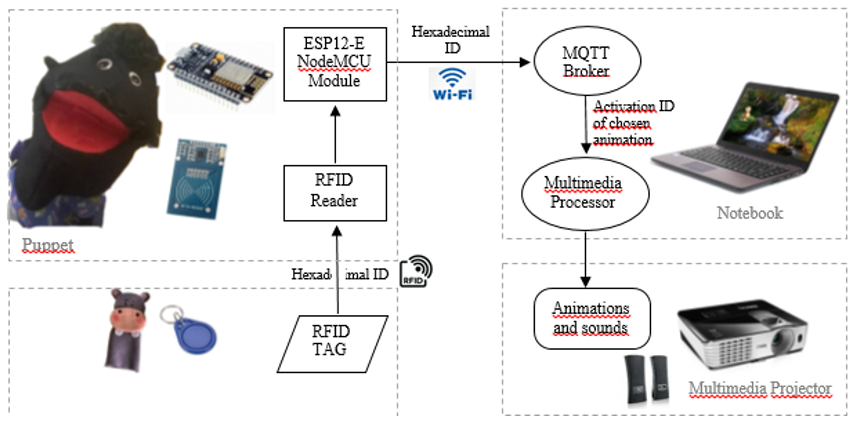 ESP12-E
NodeMCU
Module
Hexadecimal
ID
Wi-Fi
MQTT
Broker
Activation ID
of chosen
animation.
RFID
Reader
Multimedia
Processor
Notebook
Puppet
Hexadecimal ID
RFID
RFID
TAG
Animations
and sounds
Multimedia Projector